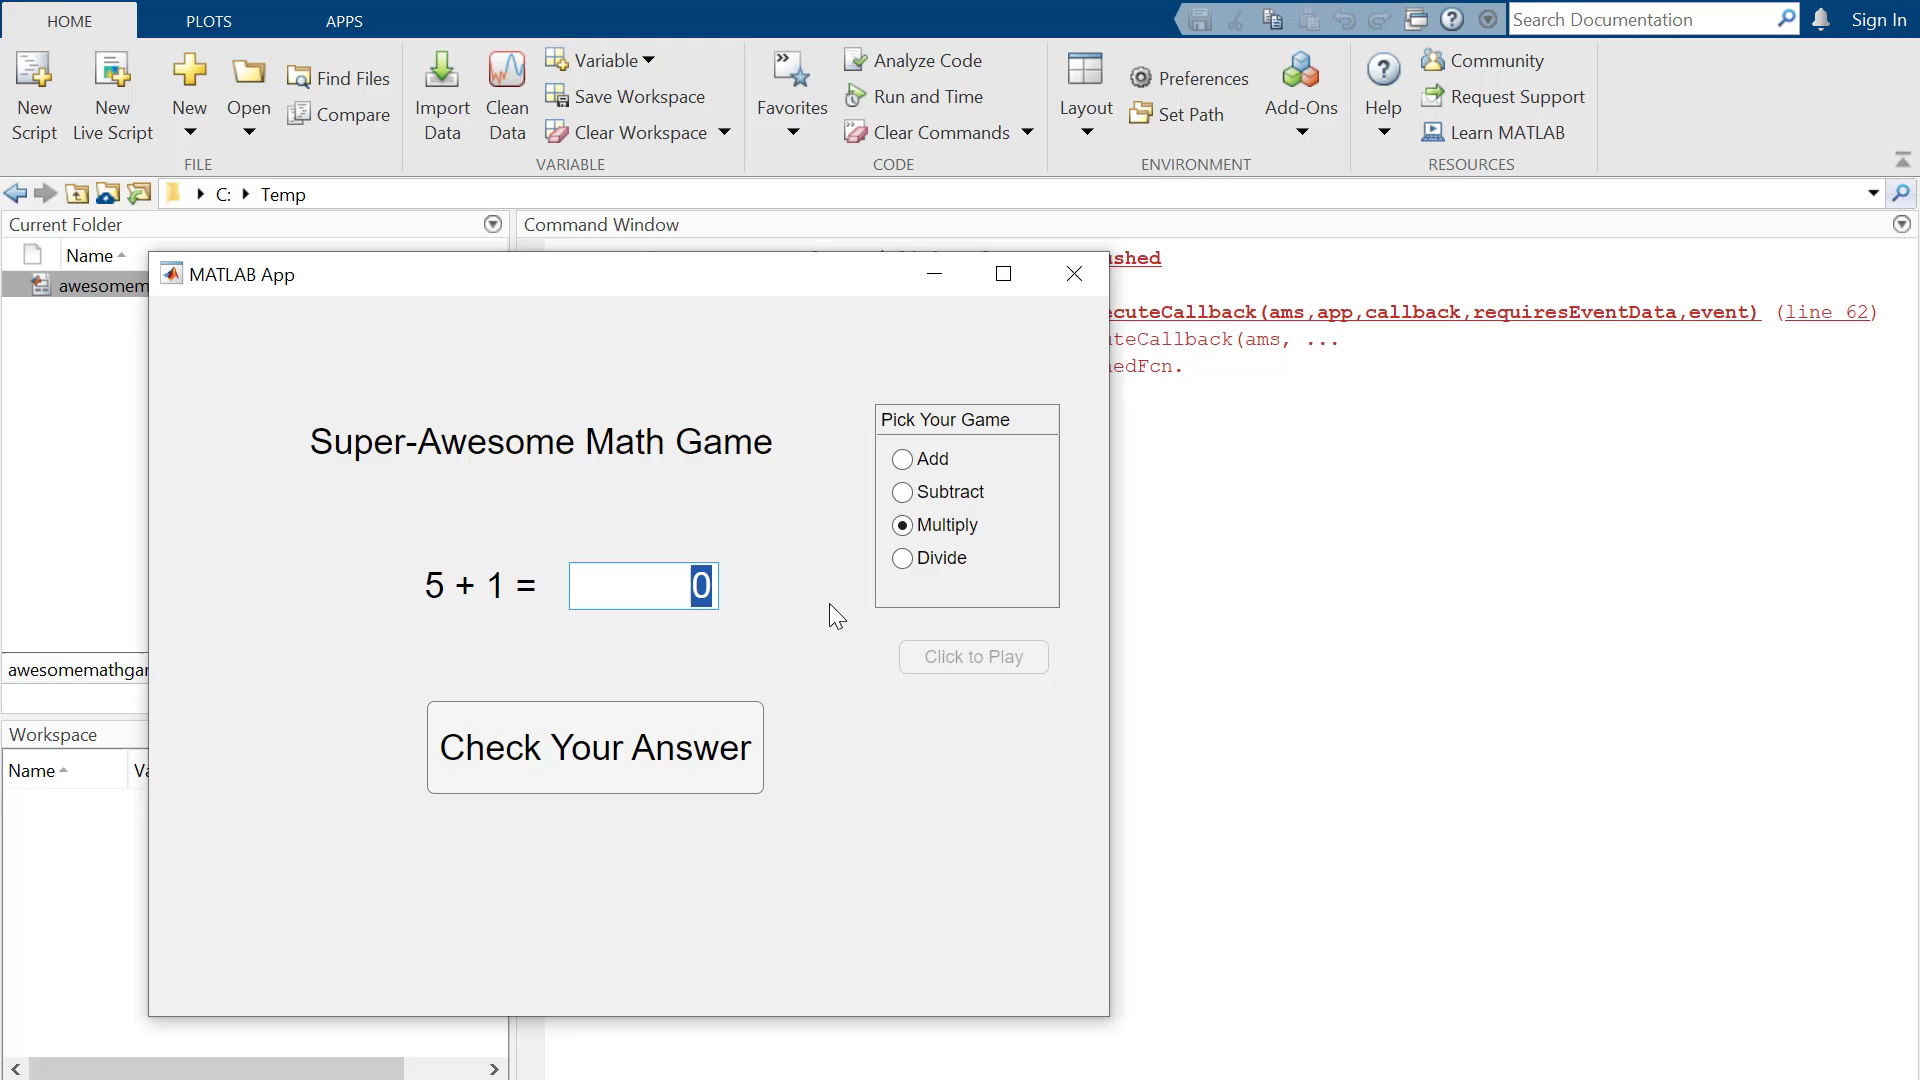 HOME PLOTS APPS
Search Documentation
Sign In
New Script
New Live Script
New
Open
Find Files
Compare
FILE
Import Data
Clean Data
Variable
Save Workspace
Clear Workspace
VARIABLE
Favorites
Analyze Code
Run and Time
Clear Commands
CODE
Layout
Preferences
Set Path
Add-Ons
ENVIRONMENT
Help
Community
Request Support
Learn MATLAB
RESOURCES
C: Temp
Current Folder
Name
awesomem
awesomemathgar
Workspace
Name
Command Window
shed
cuteCallback(ams,app,callback,requiresEventData,event) (line 62)
teCallback(ams, ...
edFcn.
MATLAB App
Super-Awesome Math Game
5 + 1 = 0
Check Your Answer
Pick Your Game
Add
Subtract
Multiply
Divide
Click to Play